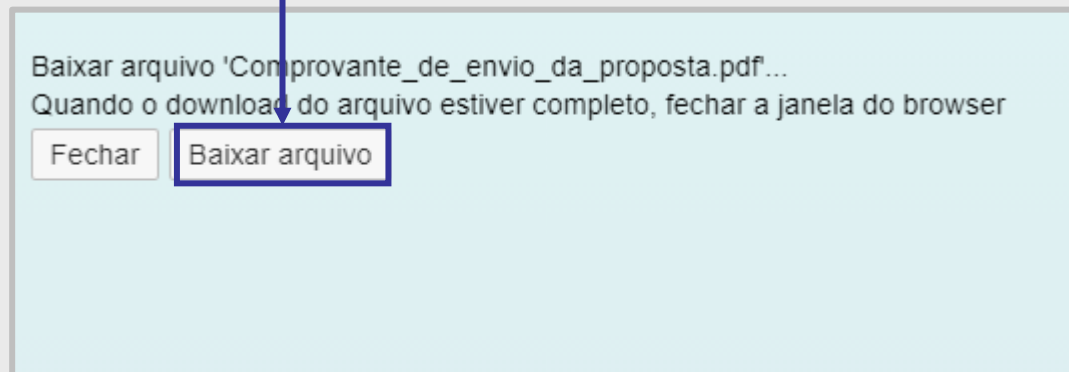 Baixar arquivo 'Comprovante_de_envio_da_proposta.pdf'...
Quando o download do arquivo estiver completo, fechar a janela do browser
Fechar Baixar arquivo